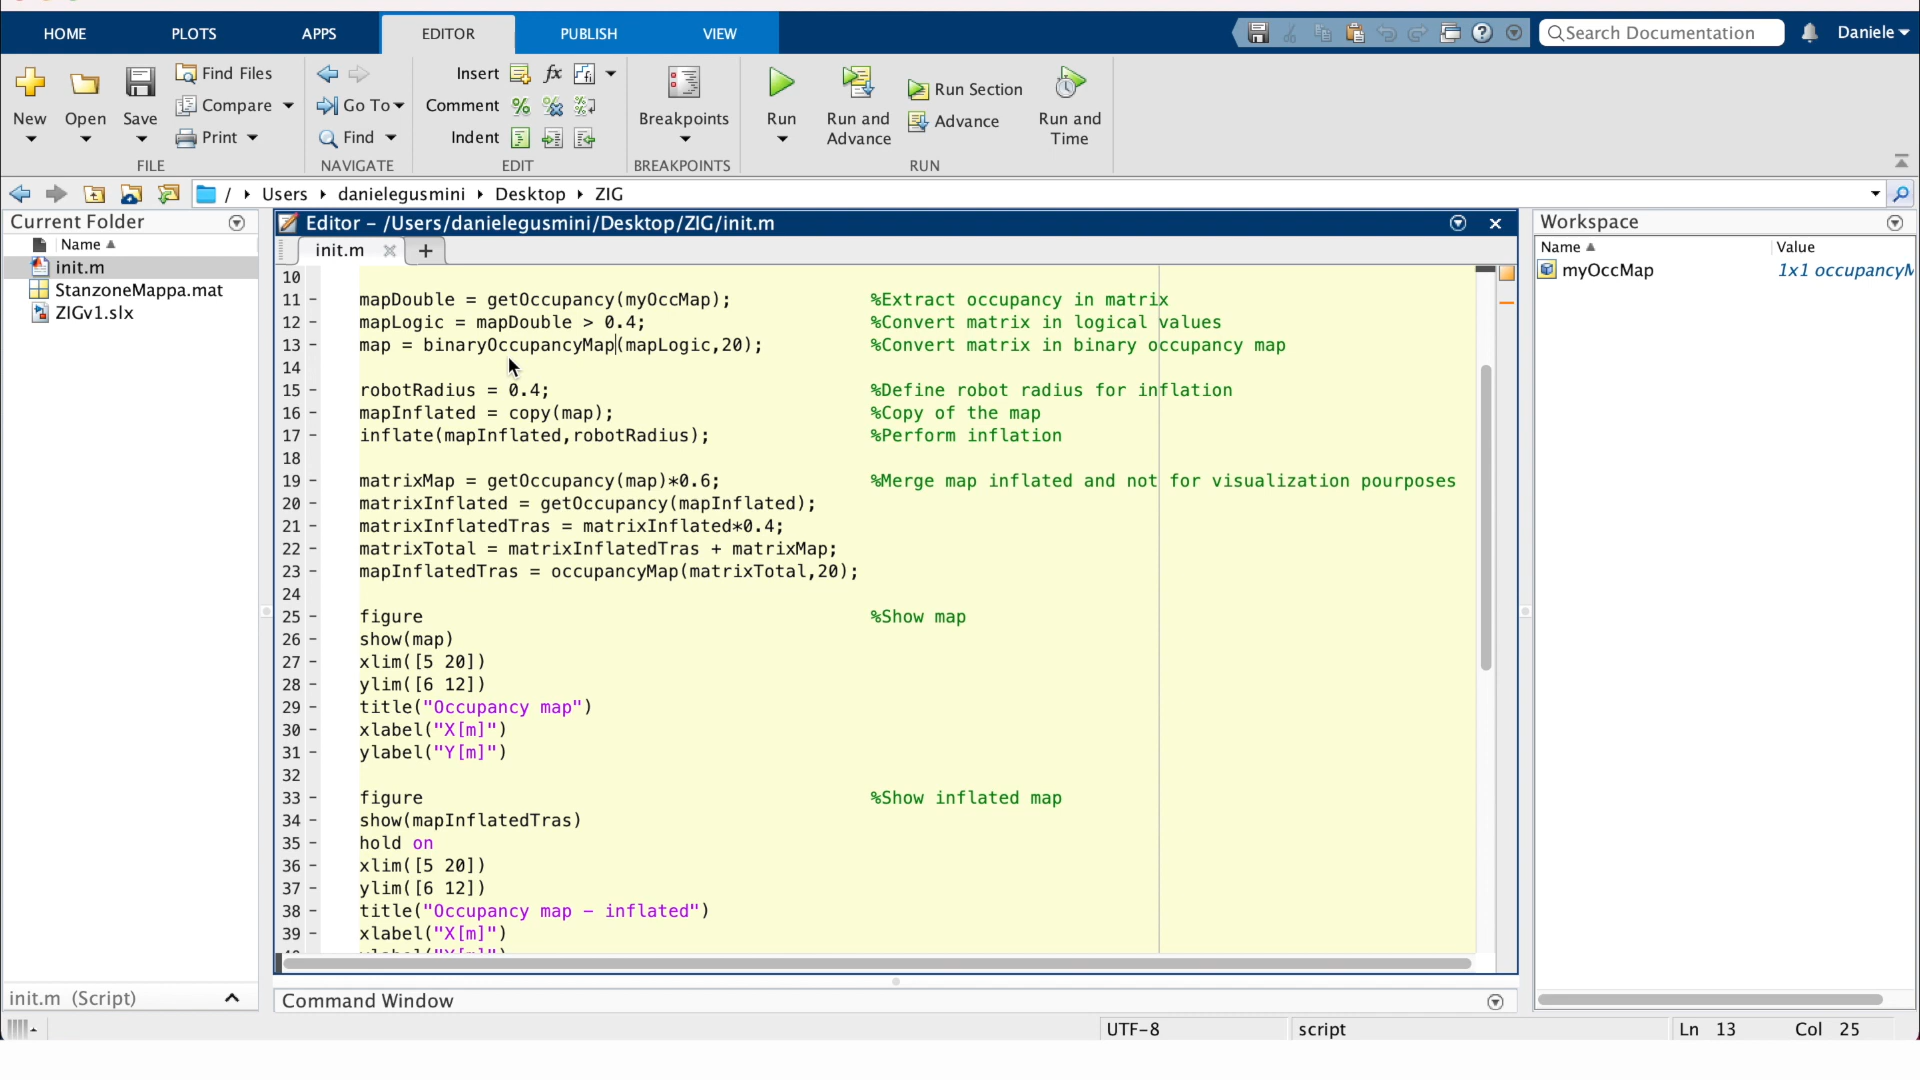 HOME PLOTS APPS EDITOR PUBLISH VIEW Search Documentation Daniele
New Open Save Find Files Compare Print FILE
Go To Find NAVIGATE
Insert fx Comment Indent EDIT
Breakpoints BREAKPOINTS
Run Run and Advance Run Section Advance Run and Time RUN
/ Users danielegusmini Desktop ZIG
Current Folder
Name
init.m
StanzoneMappa.mat
ZIGv1.slx
init.m (Script)
Editor – /Users/danielegusmini/Desktop/ZIG/init.m
init.m +
10
11 – mapDouble = getOccupancy(myOccMap); %Extract occupancy in matrix
12 – mapLogic = mapDouble > 0.4; %Convert matrix in logical values
13 – map = binaryOccupancyMap(mapLogic,20); %Convert matrix in binary occupancy map
14
15 – robotRadius = 0.4; %Define robot radius for inflation
16 – mapInflated = copy(map); %Copy of the map
17 – inflate(mapInflated,robotRadius); %Perform inflation
18
19 – matrixMap = getOccupancy(map)*0.6; %Merge map inflated and not for visualization pourposes
20 – matrixInflated = getOccupancy(mapInflated);
21 – matrixInflatedTras = matrixInflated*0.4;
22 – matrixTotal = matrixInflatedTras + matrixMap;
23 – mapInflatedTras = occupancyMap(matrixTotal,20);
24
25 – figure %Show map
26 – show(map)
27 – xlim([5 20])
28 – ylim([6 12])
29 – title("Occupancy map")
30 – xlabel("X[m]")
31 – ylabel("Y[m]")
32
33 – figure %Show inflated map
34 – show(mapInflatedTras)
35 – hold on
36 – xlim([5 20])
37 – ylim([6 12])
38 – title("Occupancy map – inflated")
39 – xlabel("X[m]")
Command Window
Workspace
Name Value
myOccMap 1x1 occupancyM
UTF-8 script Ln 13 Col 25